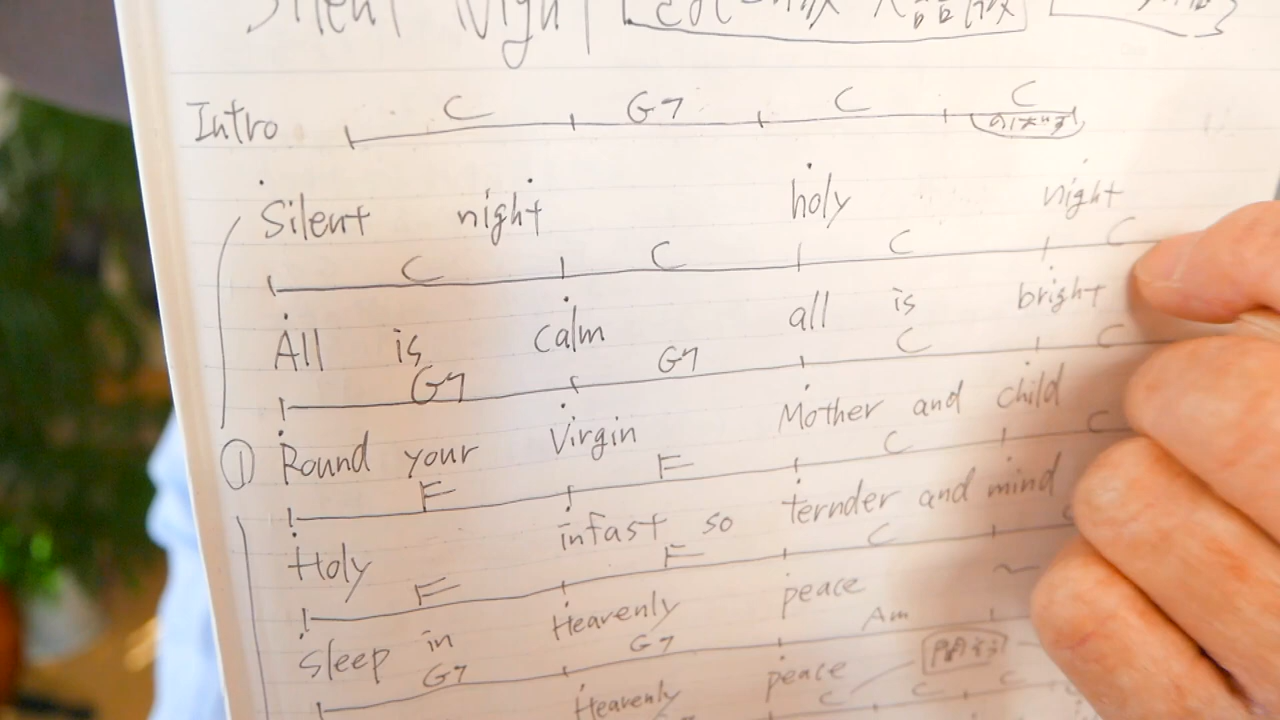 Silent Night
Intro C G7 C C
Silent night holy night
C C C C
All is calm all is bright
G7 G7 C C
① Round your Virgin Mother and child
F F C C
Holy infast so ternder and mind
F F C
Sleep in Heavenly peace ~
G7 G7 Am
Heavenly peace
C C C